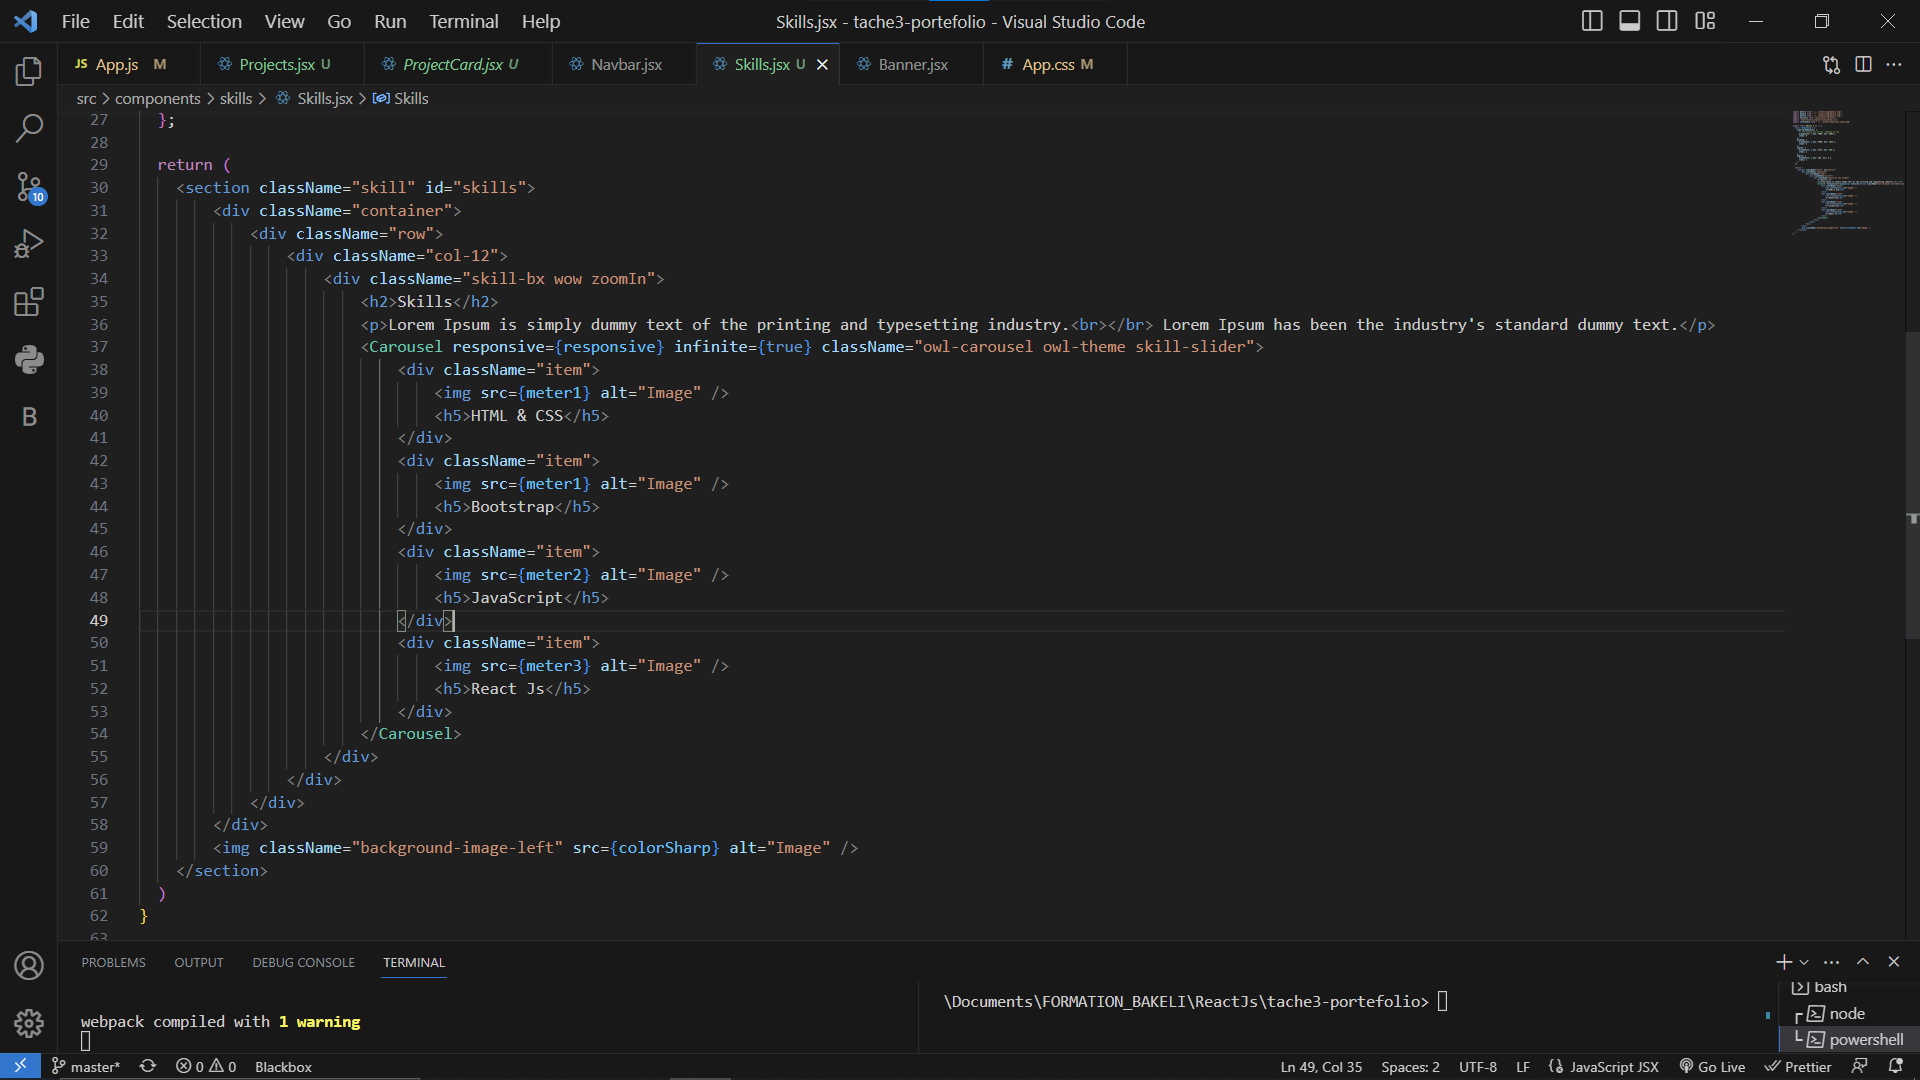 File Edit Selection View Go Run Terminal Help
Skills.jsx - tache3-portefolio - Visual Studio Code
JS App.js M
Projects.jsx U
ProjectCard.jsx U
Navbar.jsx
Skills.jsx U
Banner.jsx
# App.css M
src > components > skills > Skills.jsx > Skills
27 };
28
29 return (
30 <section className="skill" id="skills">
31 <div className="container">
32 <div className="row">
33 <div className="col-12">
34 <div className="skill-bx wow zoomIn">
35 <h2>Skills</h2>
36 <p>Lorem Ipsum is simply dummy text of the printing and typesetting industry.<br></br> Lorem Ipsum has been the industry's standard dummy text.</p>
37 <Carousel responsive={responsive} infinite={true} className="owl-carousel owl-theme skill-slider">
38 <div className="item">
39 <img src={meter1} alt="Image" />
40 <h5>HTML & CSS</h5>
41 </div>
42 <div className="item">
43 <img src={meter1} alt="Image" />
44 <h5>Bootstrap</h5>
45 </div>
46 <div className="item">
47 <img src={meter2} alt="Image" />
48 <h5>JavaScript</h5>
49 </div>
50 <div className="item">
51 <img src={meter3} alt="Image" />
52 <h5>React Js</h5>
53 </div>
54 </Carousel>
55 </div>
56 </div>
57 </div>
58 </div>
59 <img className="background-image-left" src={colorSharp} alt="Image" />
60 </section>
61 )
62 }
63
10
B
PROBLEMS OUTPUT DEBUG CONSOLE TERMINAL
webpack compiled with 1 warning
\Documents\FORMATION_BAKELI\ReactJs\tache3-portefolio>
bash
node
powershell
master* 0 0 Blackbox
Ln 49, Col 35 Spaces: 2 UTF-8 LF JavaScript JSX Go Live Prettier